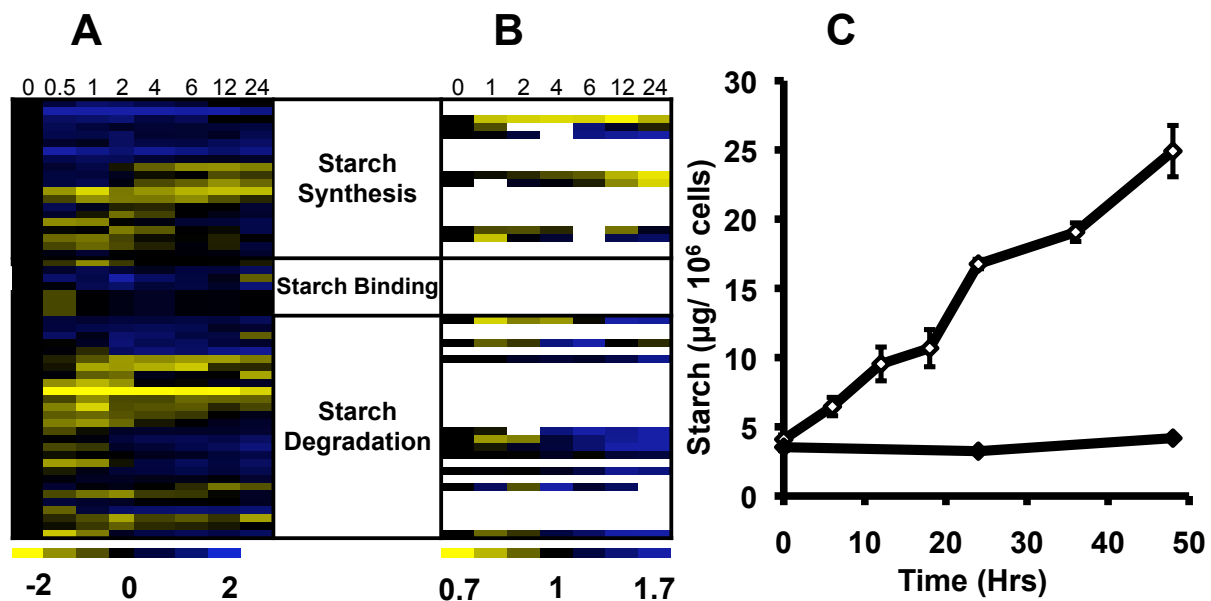 A
B
C
0 0.5 1 2 4 6 12 24
0 1 2 4 6 12 24
Starch
Synthesis
Starch Binding
Starch
Degradation
-2 0 2
0.7 1 1.7
Starch (µg/ 10⁶ cells)
30
25
20
15
10
5
0
0 10 20 30 40 50
Time (Hrs)